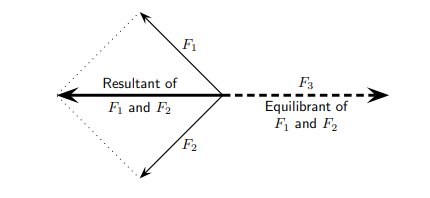 F₁
Resultant of
F₁ and F₂
F₃
Equilibrant of
F₁ and F₂
F₂